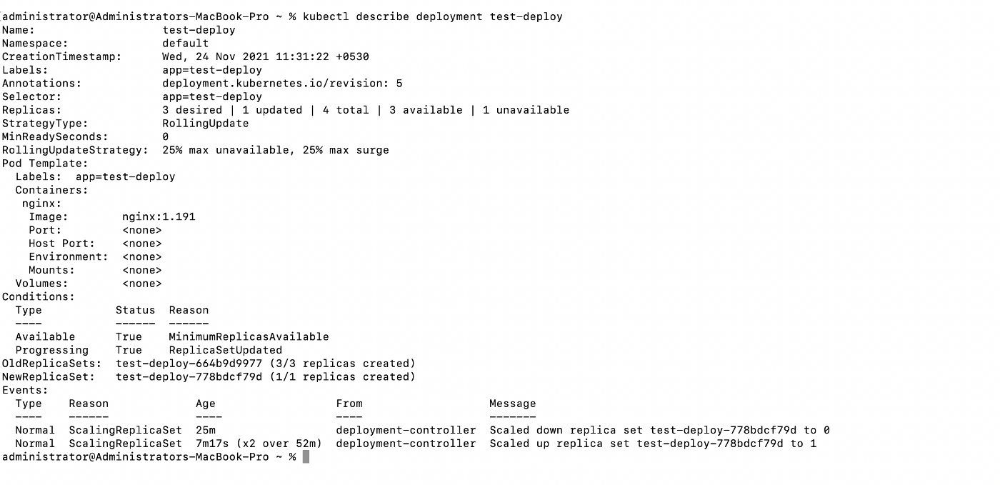 administrator@Administrators-MacBook-Pro ~ % kubectl describe deployment test-deploy
Name:                   test-deploy
Namespace:              default
CreationTimestamp:      Wed, 24 Nov 2021 11:31:22 +0530
Labels:                 app=test-deploy
Annotations:            deployment.kubernetes.io/revision: 5
Selector:               app=test-deploy
Replicas:               3 desired | 1 updated | 4 total | 3 available | 1 unavailable
StrategyType:           RollingUpdate
MinReadySeconds:        0
RollingUpdateStrategy:  25% max unavailable, 25% max surge
Pod Template:
  Labels:  app=test-deploy
  Containers:
   nginx:
    Image:        nginx:1.191
    Port:         <none>
    Host Port:    <none>
    Environment:  <none>
    Mounts:       <none>
  Volumes:        <none>
Conditions:
  Type           Status  Reason
  ----           ------  ------
  Available      True    MinimumReplicasAvailable
  Progressing    True    ReplicaSetUpdated
OldReplicaSets:  test-deploy-664b9d9977 (3/3 replicas created)
NewReplicaSet:   test-deploy-778bdcf79d (1/1 replicas created)
Events:
  Type    Reason             Age                  From                   Message
  ----    ------             ----                 ----                   -------
  Normal  ScalingReplicaSet  25m                  deployment-controller  Scaled down replica set test-deploy-778bdcf79d to 0
  Normal  ScalingReplicaSet  7m17s (x2 over 52m)  deployment-controller  Scaled up replica set test-deploy-778bdcf79d to 1
administrator@Administrators-MacBook-Pro ~ %